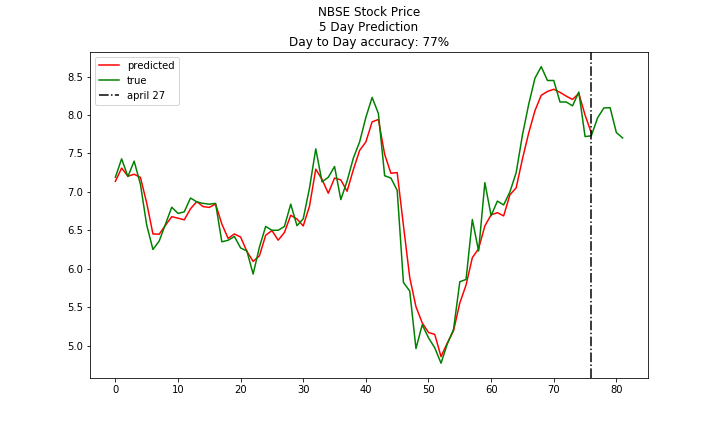 NBSE Stock Price
5 Day Prediction
Day to Day accuracy: 77%
predicted
true
april 27
8.5
8.0
7.5
7.0
6.5
6.0
5.5
5.0
0 10 20 30 40 50 60 70 80